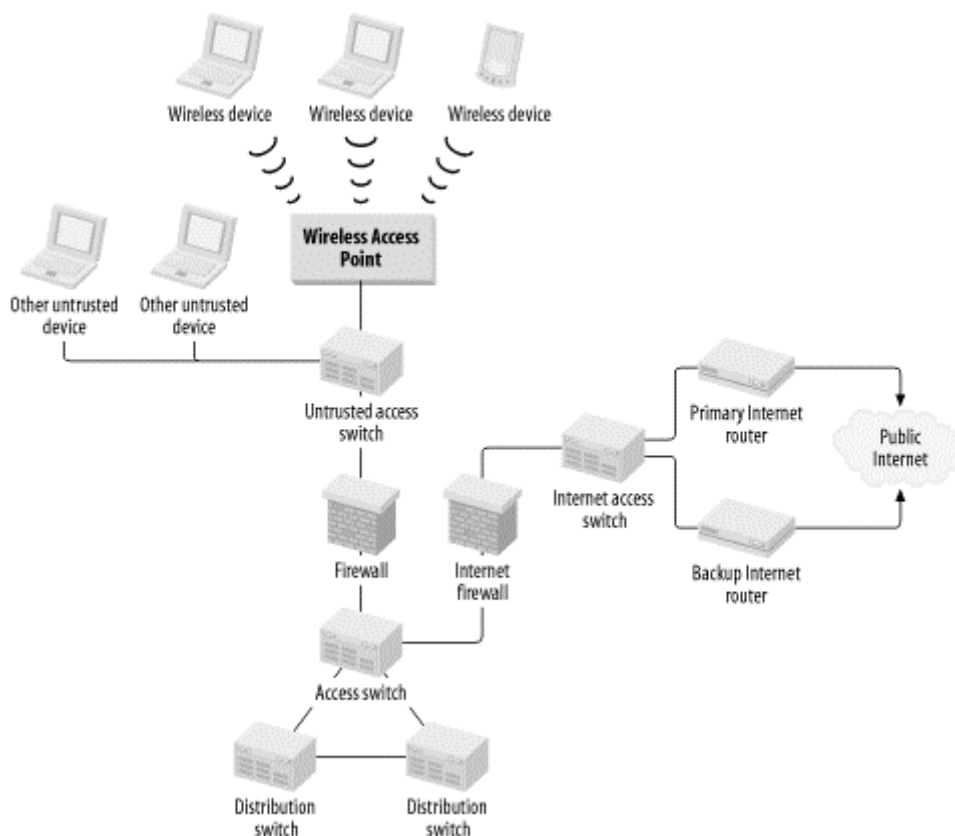 Wireless device
Wireless device
Wireless device
Wireless Access
Point
Other untrusted
device
Other untrusted
device
Untrusted access
switch
Primary Internet
router
Public
Internet
Internet access
switch
Firewall
Internet
firewall
Backup Internet
router
Access switch
Distribution
switch
Distribution
switch